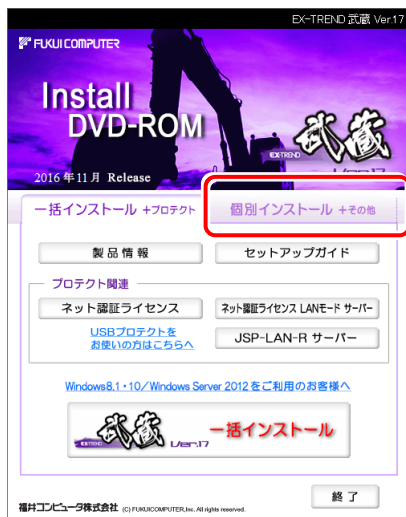 EX-TREND 武蔵 Ver.17
FUKUI COMPUTER
Install
DVD-ROM
EX-TREND 武蔵
Ver.17
2016年11月 Release
一括インストール +プロテクト
個別インストール +その他
製品情報
セットアップガイド
プロテクト関連
ネット認証ライセンス
ネット認証ライセンス LANモード サーバー
USBプロテクトを
お使いの方はこちらへ
JSP-LAN-R サーバー
Windows8.1・10/Windows Server 2012 をご利用のお客様へ
EX-TREND 武蔵 Ver.17 一括インストール
終了
福井コンピュータ株式会社 (C) FUKUICOMPUTER, Inc. All rights reserved.